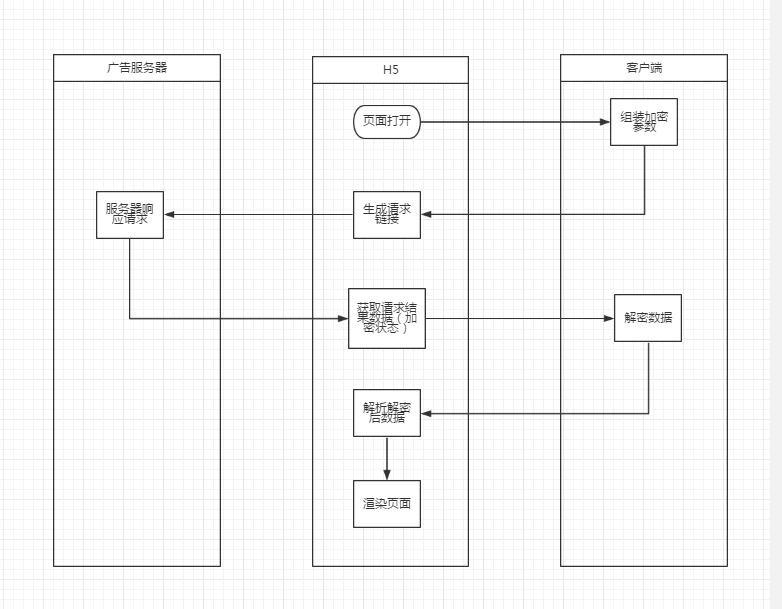 广告服务器
H5
客户端
页面打开
组装加密
参数
服务器响
应请求
生成请求
链接
获取请求结
果数据（加
密状态）
解密数据
解析解密
后数据
渲染页面